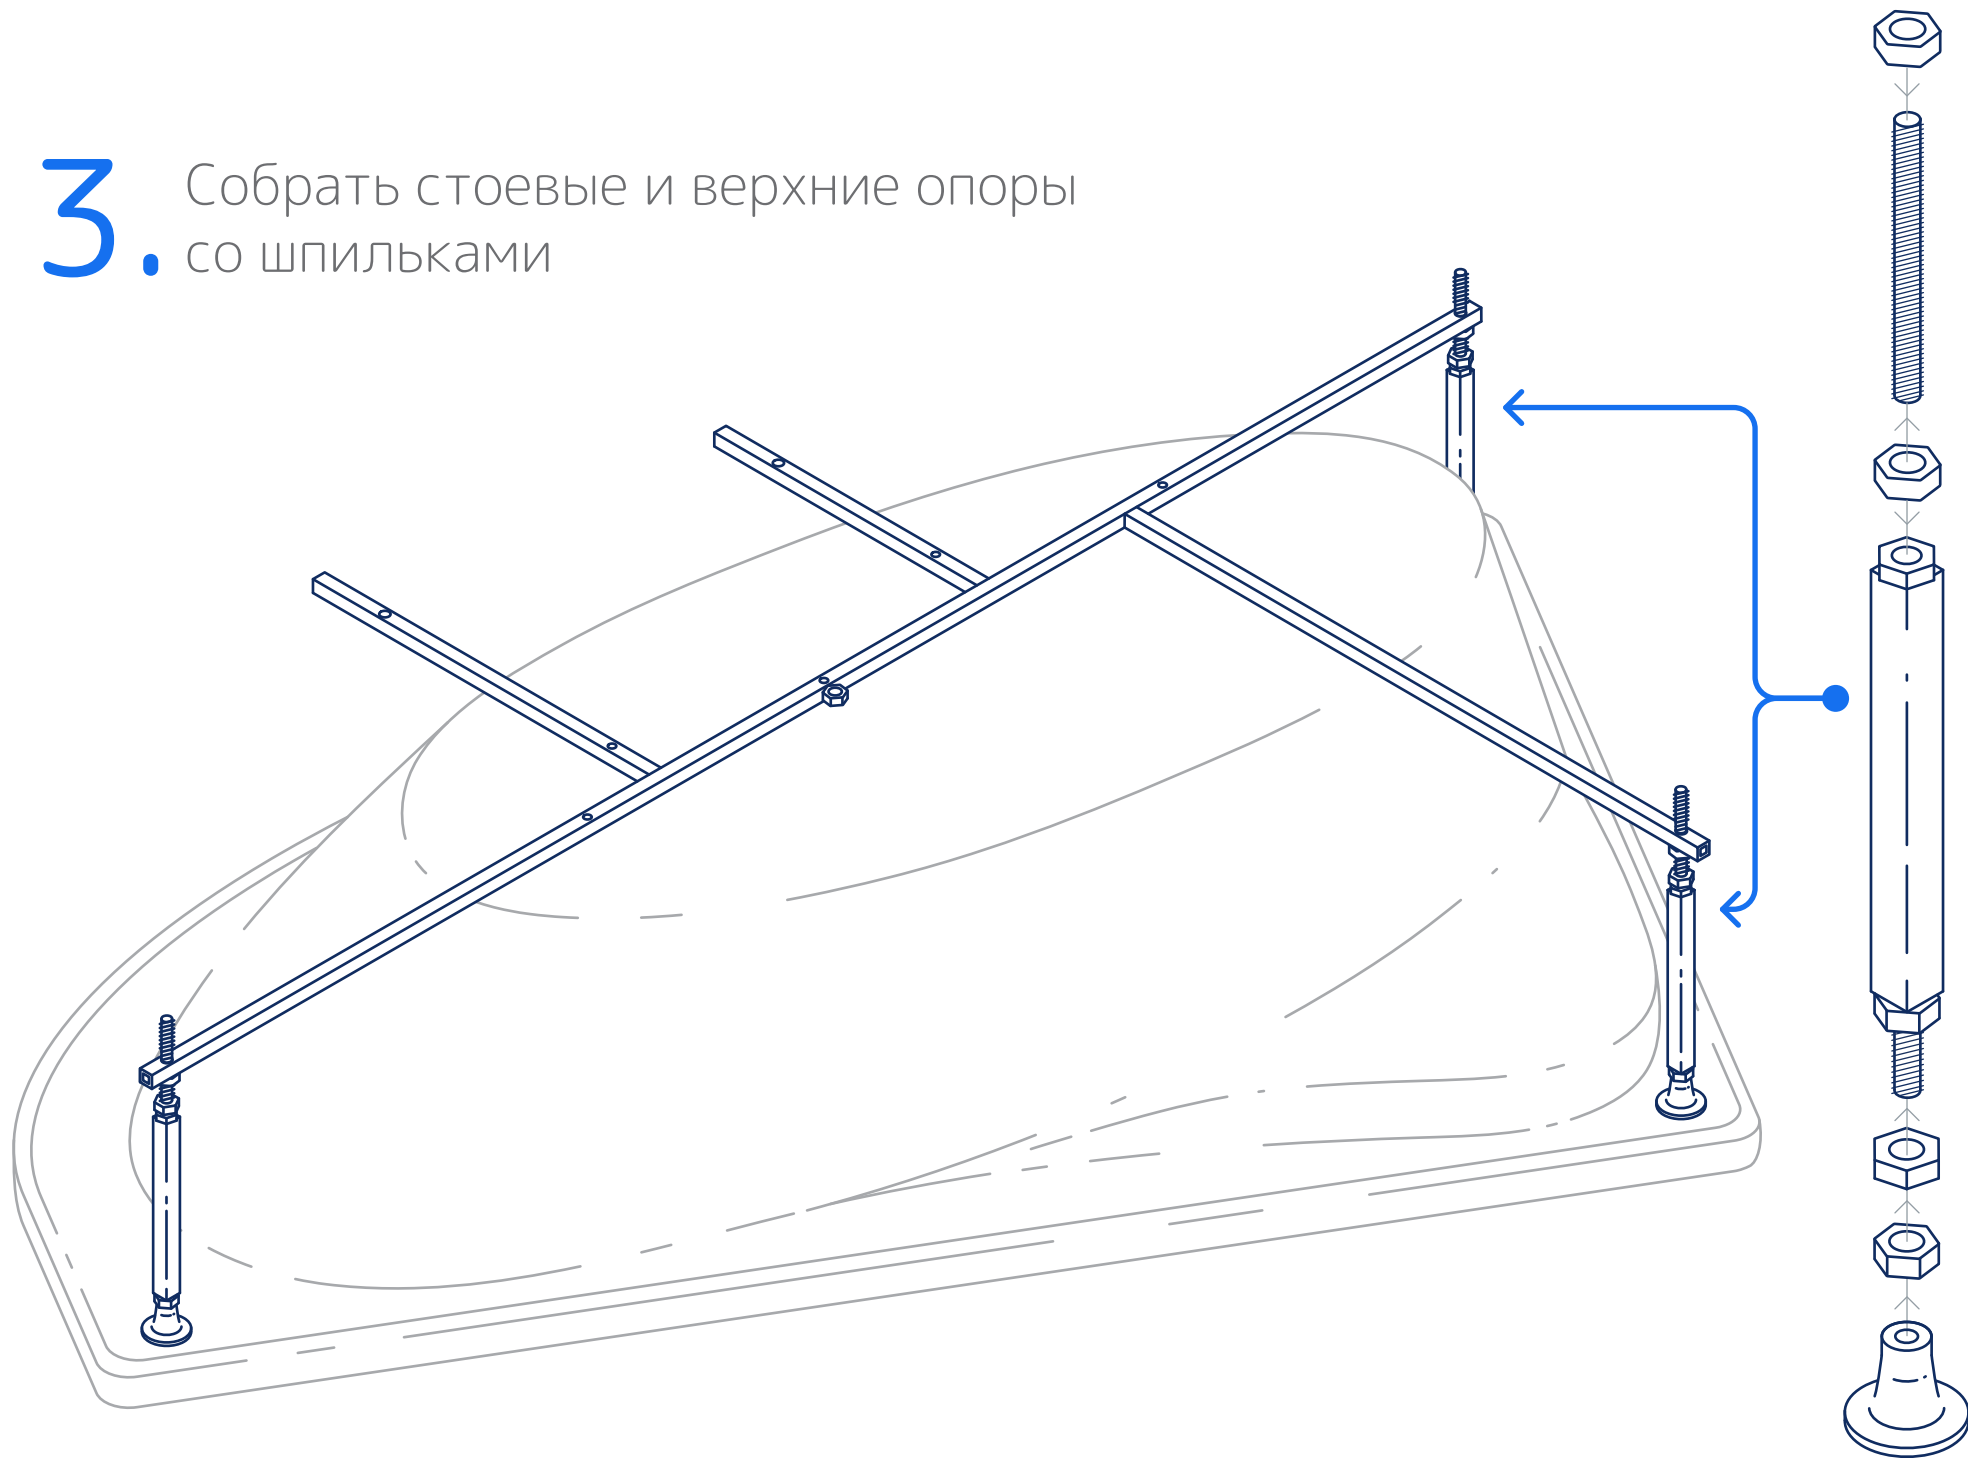 3. Собрать стоевые и верхние опоры
со шпильками